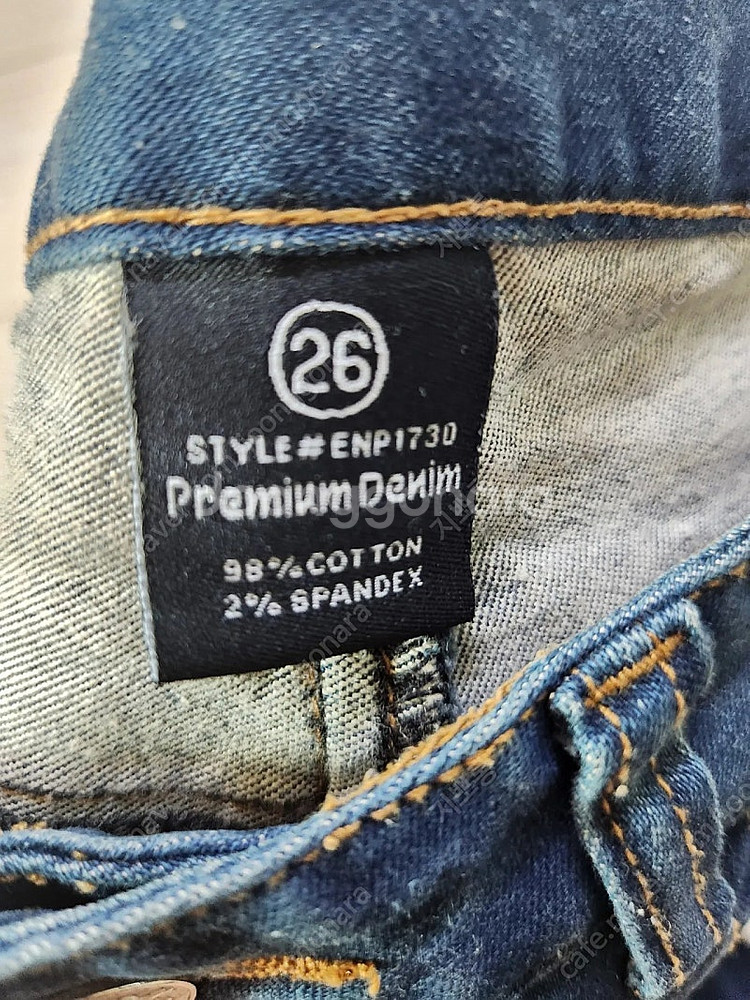 26
STYLE#ENP1730
Premium Denim
98% COTTON
2% SPANDEX